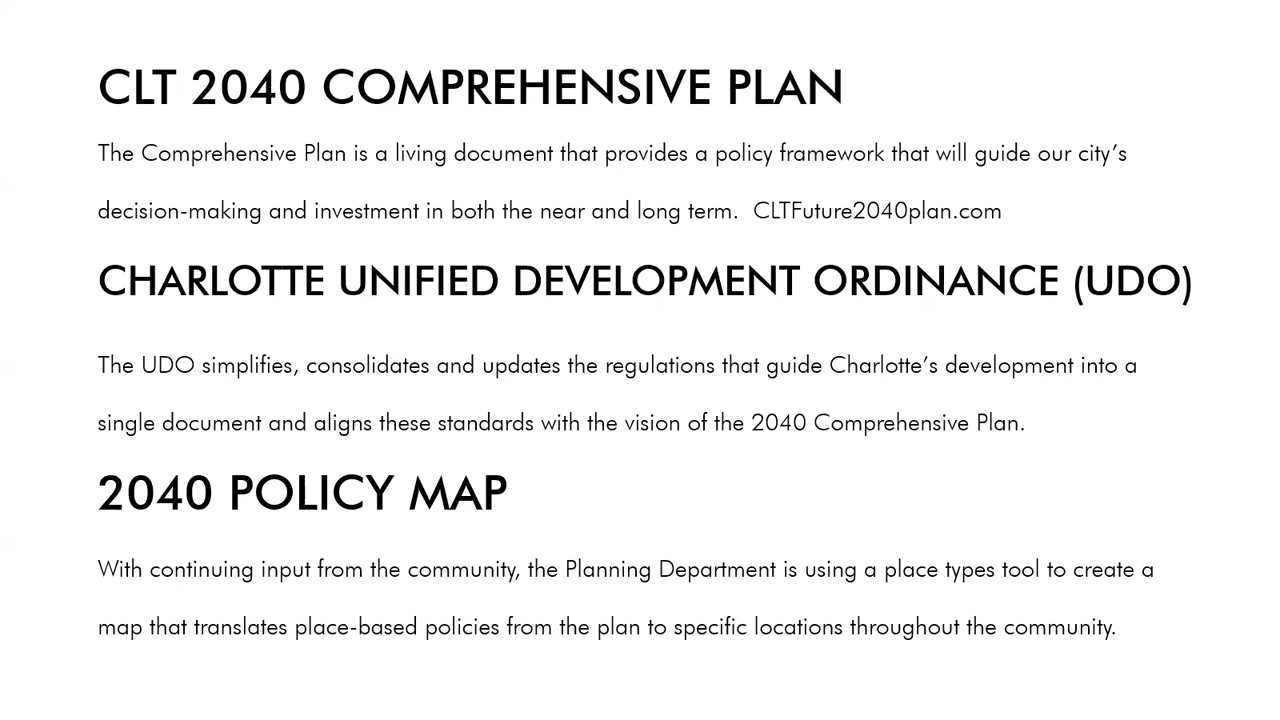 CLT 2040 COMPREHENSIVE PLAN
The Comprehensive Plan is a living document that provides a policy framework that will guide our city’s
decision-making and investment in both the near and long term.  CLTFuture2040plan.com
CHARLOTTE UNIFIED DEVELOPMENT ORDINANCE (UDO)
The UDO simplifies, consolidates and updates the regulations that guide Charlotte’s development into a
single document and aligns these standards with the vision of the 2040 Comprehensive Plan.
2040 POLICY MAP
With continuing input from the community, the Planning Department is using a place types tool to create a
map that translates place-based policies from the plan to specific locations throughout the community.